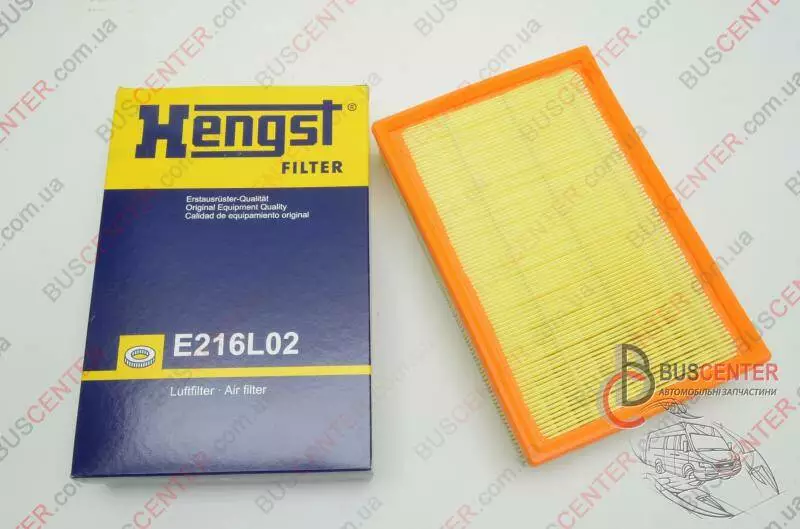 Hengst®
FILTER
Erstausrüster-Qualität
Original Equipment Quality
Calidad de equipamiento original
E216L02
Luftfilter · Air filter
BUSCENTER
АВТОМОБІЛЬНІ ЗАПЧАСТИНИ
BUSCENTER.com.ua